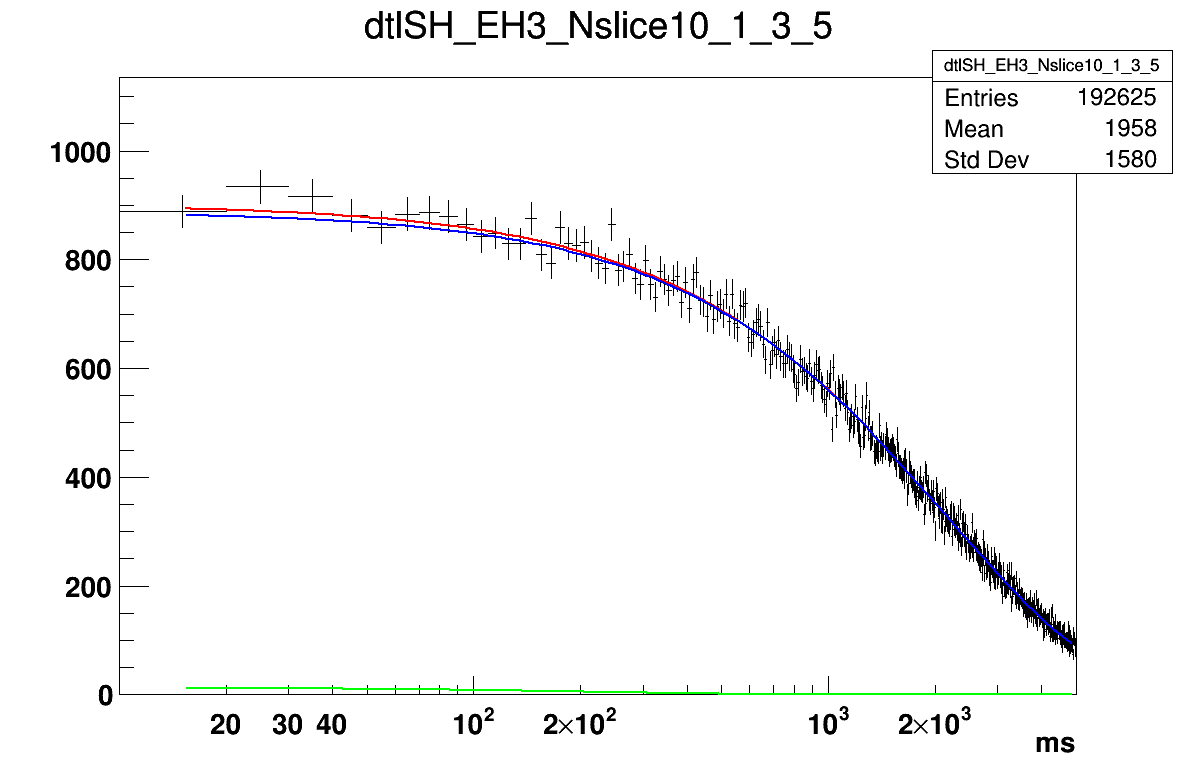 dtlSH_EH3_Nslice10_1_3_5
dtlSH_EH3_Nslice10_1_3_5
Entries 192625
Mean 1958
Std Dev 1580
1000
800
600
400
200
0
20 30 40 10² 2×10² 10³ 2×10³
ms